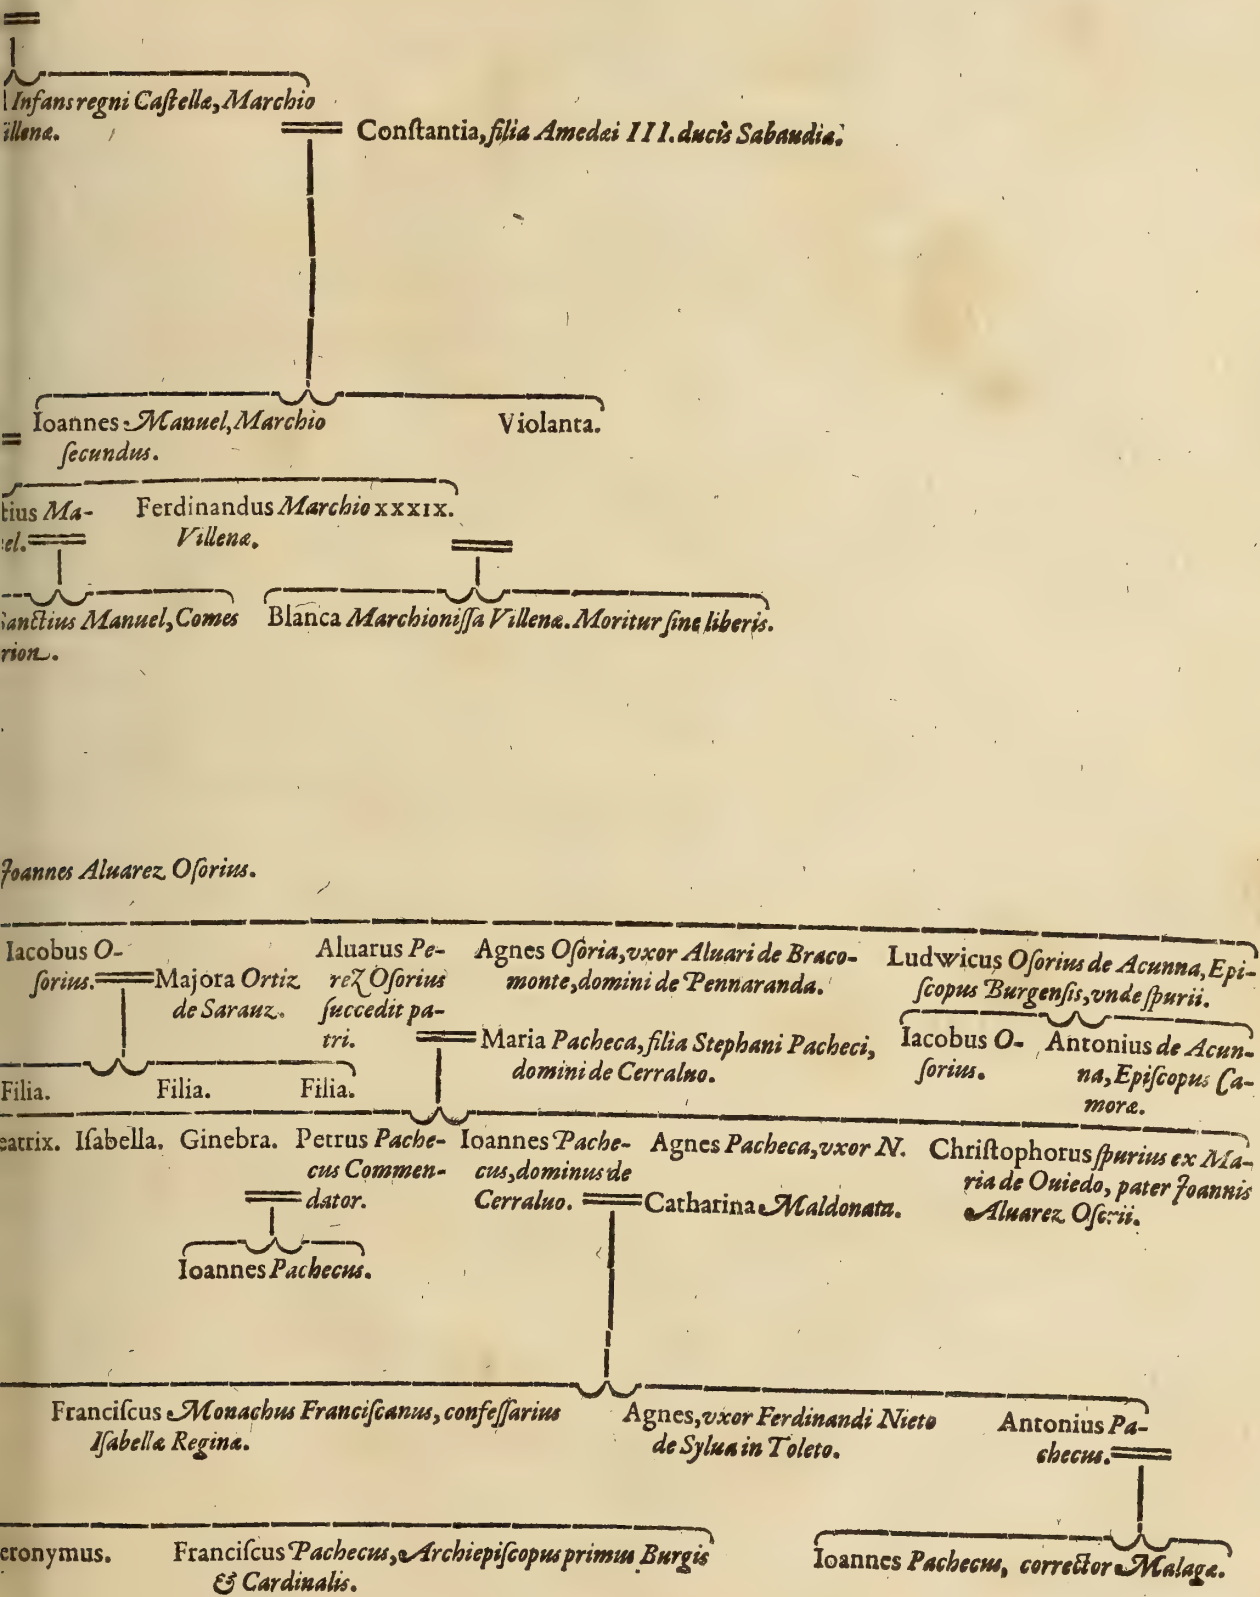 Infans regni Caſtellæ, Marchio
illenæ.
Conſtantia, filia Amedæi III. ducis Sabaudiæ.
Ioannes Manuel, Marchio
ſecundus.
Violanta.
tius Ma-
el.
Ferdinandus Marchio XXXIX.
Villenæ.
Sanctius Manuel, Comes
rion.
Blanca Marchioniſſa Villenæ. Moritur ſine liberis.
Joannes Aluarez Oſorius.
Iacobus O-
ſorius.
Majora Ortiz
de Sarauz.
Aluarus Pe-
rez Oſorius
ſuccedit pa-
tri.
Agnes Oſoria, vxor Aluari de Braco-
monte, domini de Pennaranda.
Ludwicus Oſorius de Acunna, Epi-
ſcopus Burgenſis, vnde ſpurii.
Maria Pacheca, filia Stephani Pacheci,
domini de Cerraluo.
Iacobus O-
ſorius.
Antonius de Acun-
na, Epiſcopus Ca-
moræ.
Filia.
Filia.
Filia.
eatrix.
Iſabella.
Ginebra.
Petrus Pache-
cus Commen-
dator.
Ioannes Pache-
cus, dominus de
Cerraluo.
Catharina Maldonata.
Agnes Pacheca, vxor N.
Chriſtophorus ſpurius ex Ma-
ria de Ouiedo, pater Joannis
Aluarez Oſorii.
Ioannes Pachecus.
Franciſcus Monachus Franciſcanus, confeſſarius
Iſabellæ Reginæ.
Agnes, vxor Ferdinandi Nieto
de Sylua in Toleto.
Antonius Pa-
checus.
eronymus.
Franciſcus Pachecus, Archiepiſcopus primus Burgis
& Cardinalis.
Ioannes Pachecus, corrector Malagæ.